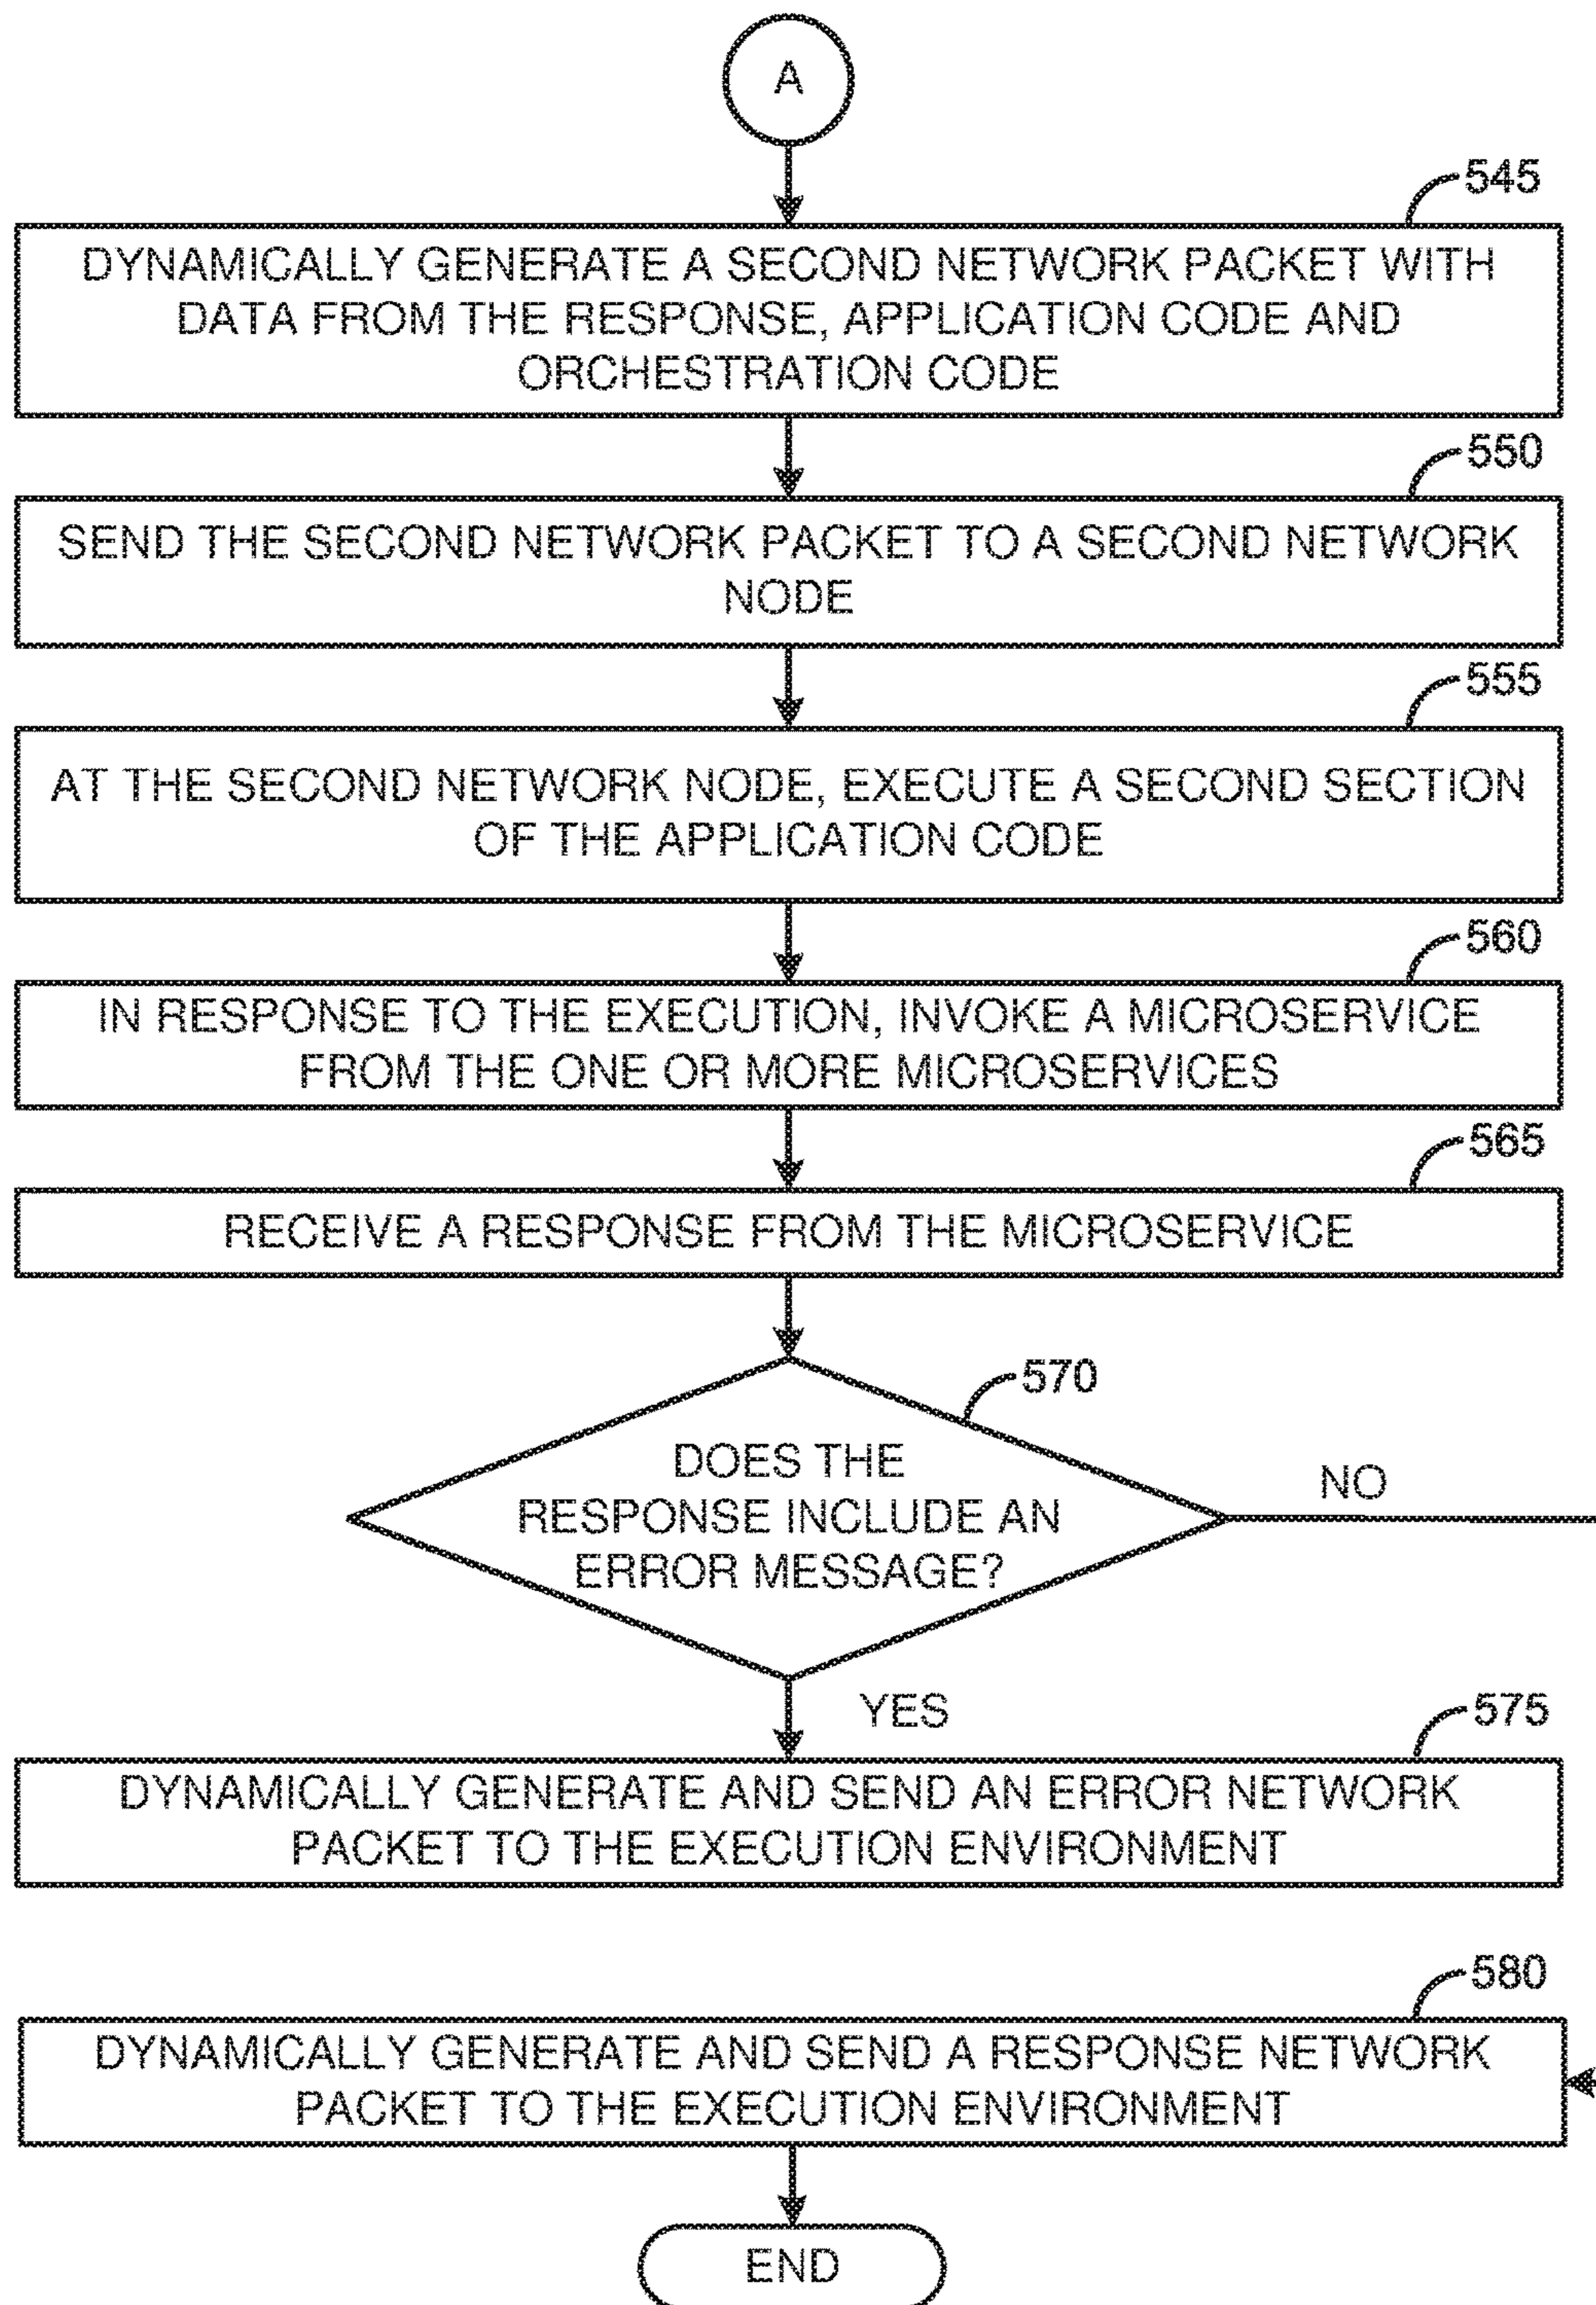 A
545
DYNAMICALLY GENERATE A SECOND NETWORK PACKET WITH
DATA FROM THE RESPONSE, APPLICATION CODE AND
ORCHESTRATION CODE
550
SEND THE SECOND NETWORK PACKET TO A SECOND NETWORK
NODE
555
AT THE SECOND NETWORK NODE, EXECUTE A SECOND SECTION
OF THE APPLICATION CODE
560
IN RESPONSE TO THE EXECUTION, INVOKE A MICROSERVICE
FROM THE ONE OR MORE MICROSERVICES
565
RECEIVE A RESPONSE FROM THE MICROSERVICE
570
DOES THE
RESPONSE INCLUDE AN
ERROR MESSAGE?
NO
YES
575
DYNAMICALLY GENERATE AND SEND AN ERROR NETWORK
PACKET TO THE EXECUTION ENVIRONMENT
580
DYNAMICALLY GENERATE AND SEND A RESPONSE NETWORK
PACKET TO THE EXECUTION ENVIRONMENT
END